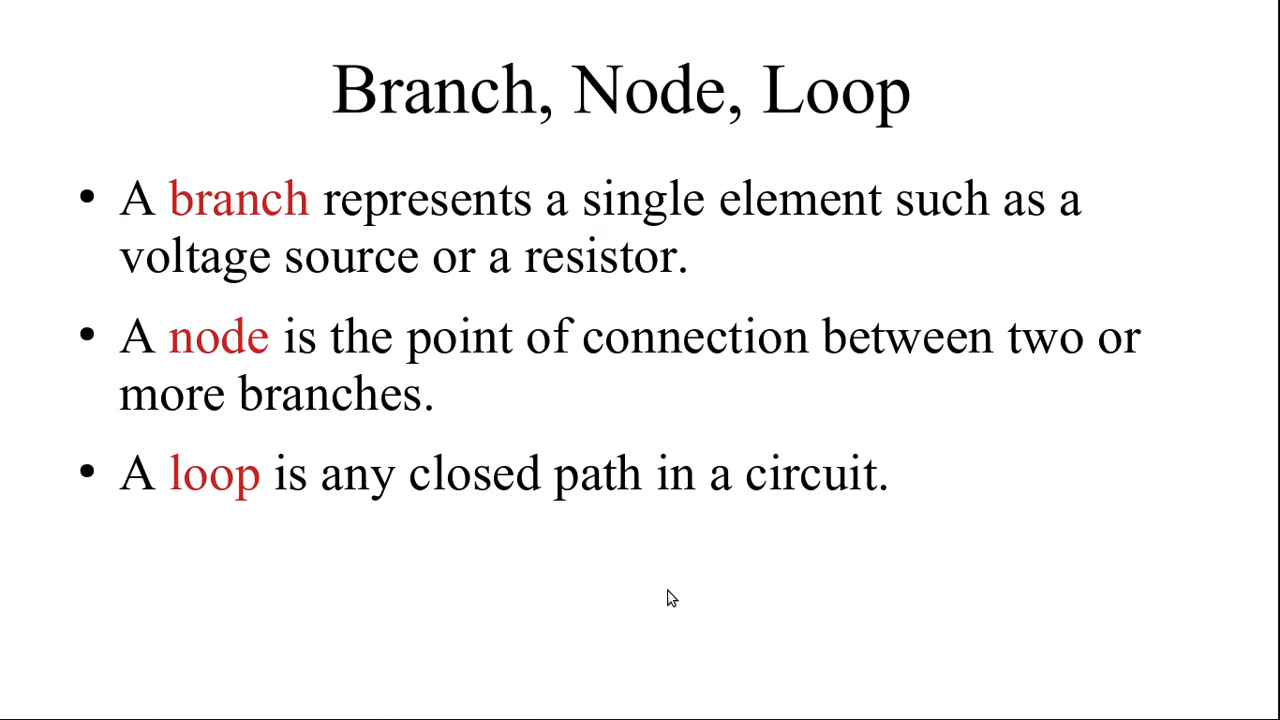 Branch, Node, Loop
• A branch represents a single element such as a
voltage source or a resistor.
• A node is the point of connection between two or
more branches.
• A loop is any closed path in a circuit.